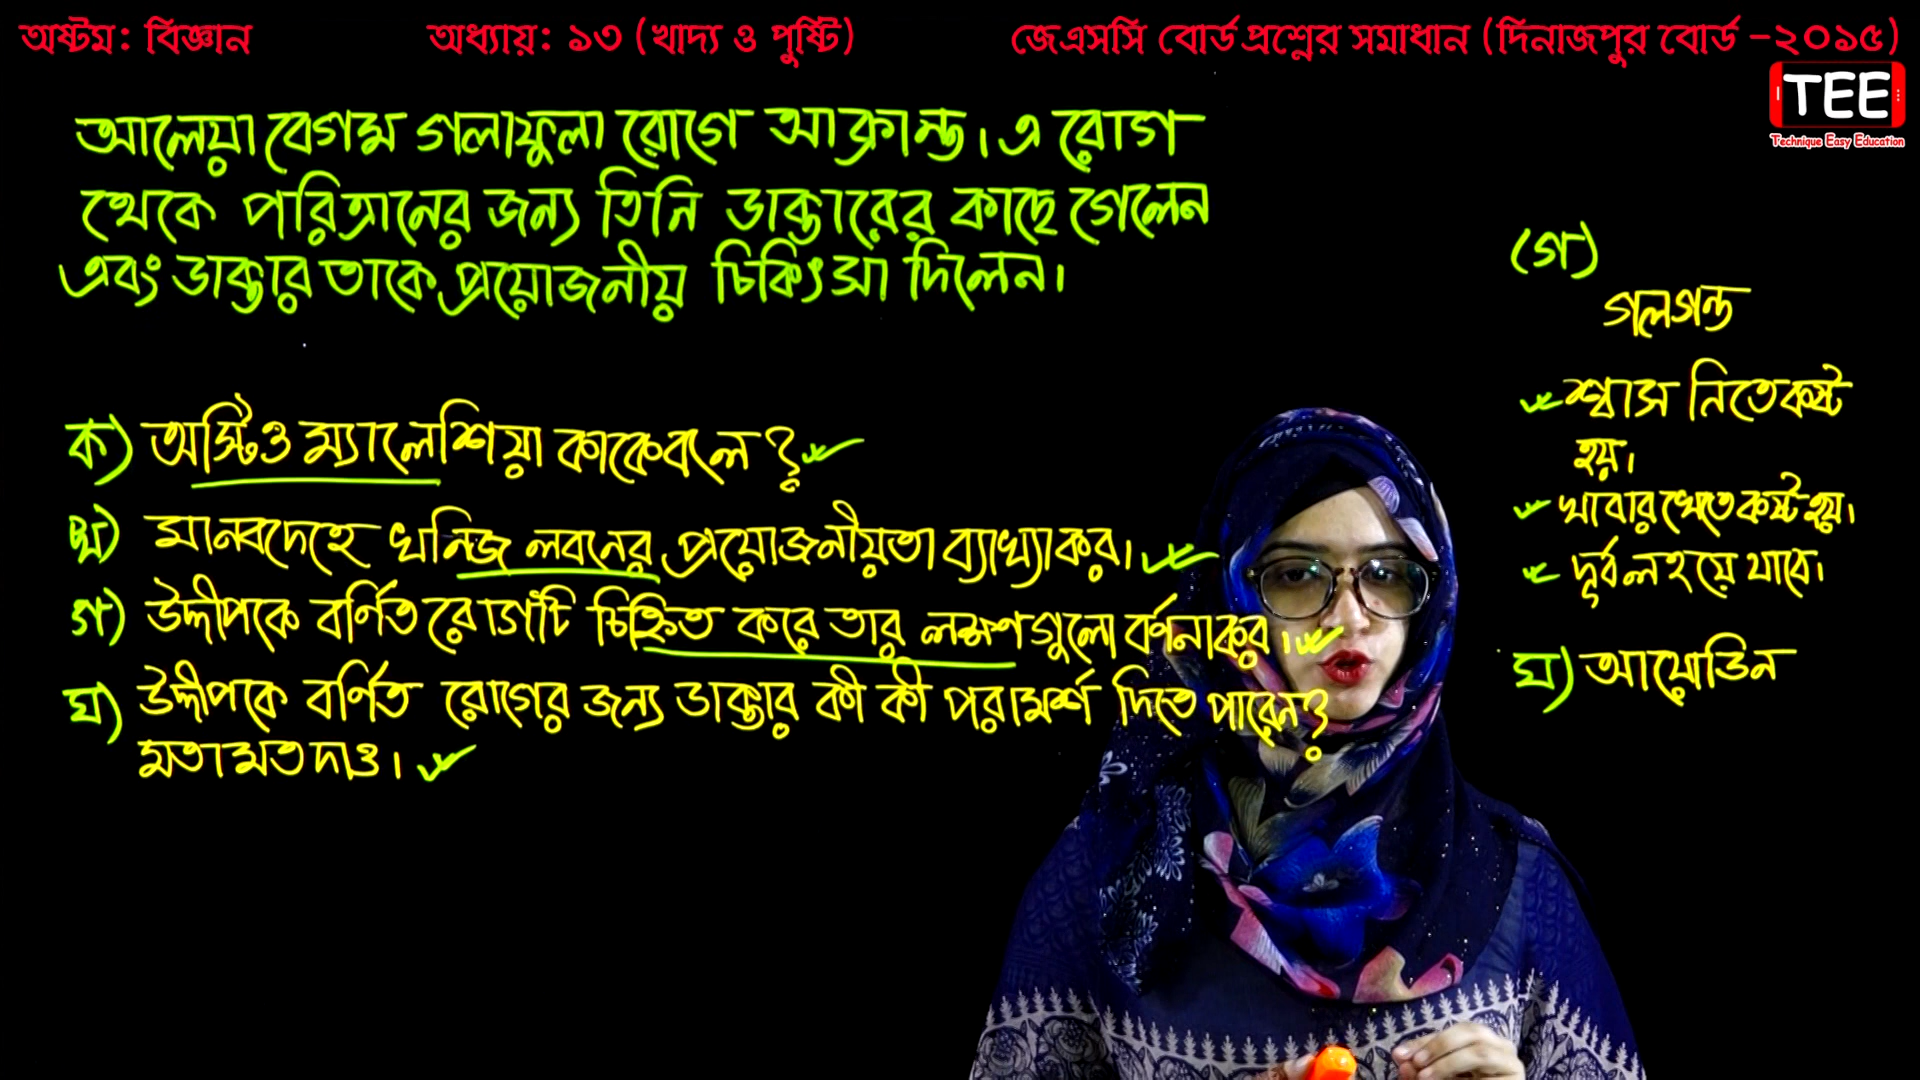 অষ্টম: বিজ্ঞান
অধ্যায়: ১৩ (খাদ্য ও পুষ্টি)
জেএসসি বোর্ড প্রশ্নের সমাধান (দিনাজপুর বোর্ড -২০১৫)
TEE
Technique Easy Education
আলেয়া বেগম গলাফুলা রোগে আক্রান্ত। এ রোগ
থেকে পরিত্রানের জন্য তিনি ডাক্তারের কাছে গেলেন
এবং ডাক্তার তাকে প্রয়োজনীয় চিকিৎসা দিলেন।
ক) অস্টিও ম্যালেশিয়া কাকে বলে?
খ) মানবদেহে খনিজ লবনের প্রয়োজনীয়তা ব্যাখ্যা কর।
গ) উদ্দীপকে বর্ণিত রোগটি চিহ্নিত করে তার লক্ষণগুলো বর্ণনা কর।
ঘ) উদ্দীপকে বর্ণিত রোগের জন্য ডাক্তার কী কী পরামর্শ দিতে পারেন?
মতামত দাও।
(গ)
গলগন্ড
শ্বাস নিতে কষ্ট
হয়।
খাবার খেতে কষ্ট হয়।
দূর্বল হয়ে যাবে।
ঘ) আয়োডিন